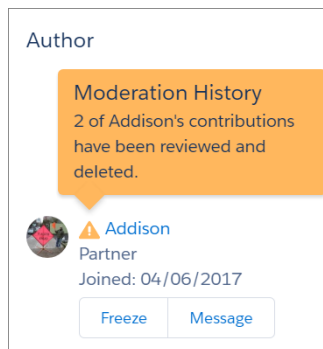 Author
Moderation History
2 of Addison's contributions
have been reviewed and
deleted.
Addison
Partner
Joined: 04/06/2017
Freeze
Message